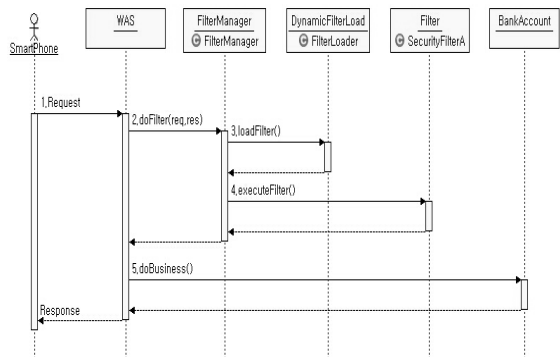 SmartPhone
WAS
FilterManager
C FilterManager
DynamicFilterLoad
C FilterLoader
Filter
C SecurityFilterA
BankAccount
1,Request
2,doFilter(req,res)
3,loadFilter()
4,executeFilter()
5,doBusiness()
Response